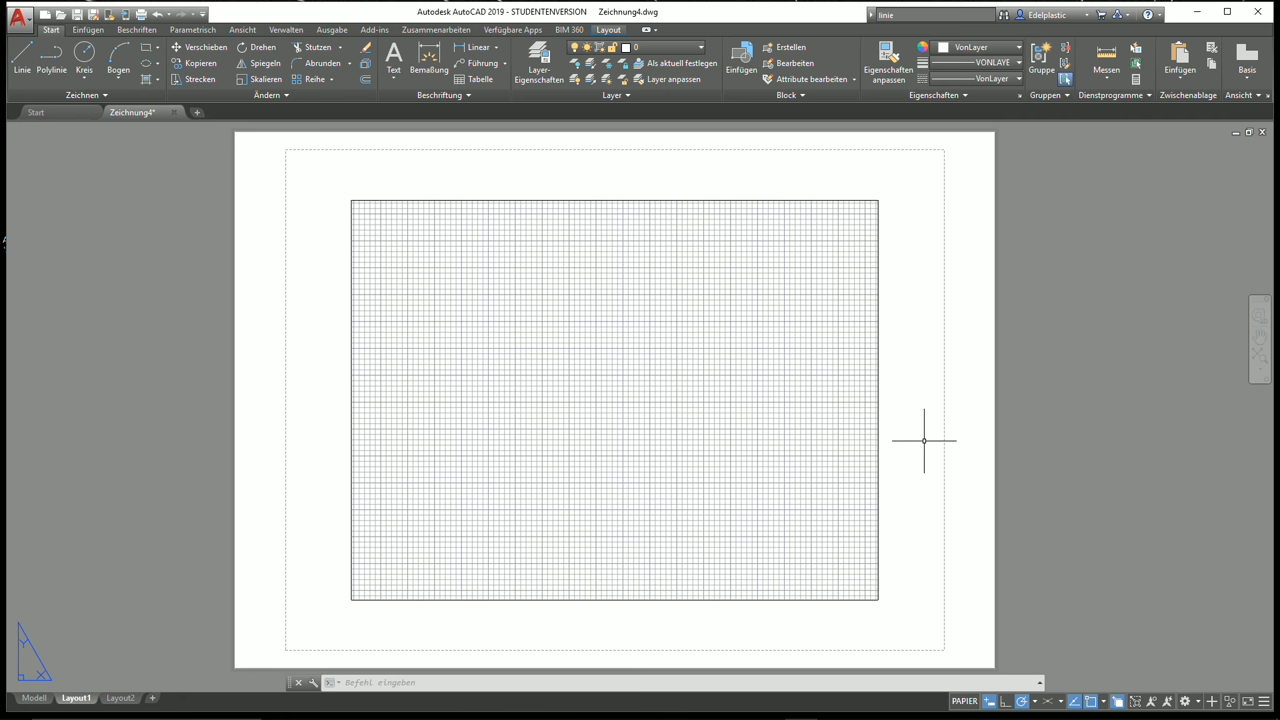 Autodesk AutoCAD 2019 - STUDENTENVERSION Zeichnung4.dwg
linie
Edelplastic
Start Einfügen Beschriften Parametrisch Ansicht Verwalten Ausgabe Add-ins Zusammenarbeiten Verfügbare Apps BIM 360 Layout
Linie Polylinie Kreis Bogen
Verschieben Drehen Stutzen
Kopieren Spiegeln Abrunden
Strecken Skalieren Reihe
Text Bemaßung
Linear
Führung
Tabelle
Layer-
Eigenschaften
0
Als aktuell festlegen
Layer anpassen
Einfügen
Erstellen
Bearbeiten
Attribute bearbeiten
Eigenschaften
anpassen
VonLayer
VONLAYE
VonLayer
Gruppe
Messen
Einfügen
Basis
Zeichnen Ändern Beschriftung Layer Block Eigenschaften Gruppen Dienstprogramme Zwischenablage Ansicht
Start Zeichnung4*
Y
X
Befehl eingeben
Modell Layout1 Layout2
PAPIER